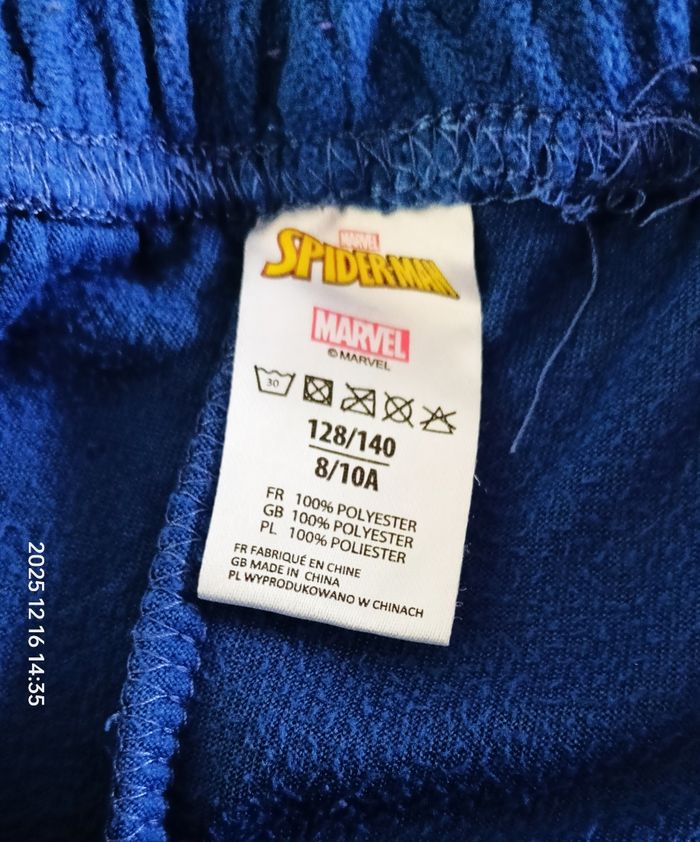 MARVEL
SPIDER-MAN
MARVEL
© MARVEL
30
128/140
8/10A
FR 100% POLYESTER
GB 100% POLYESTER
PL 100% POLIESTER
FR FABRIQUÉ EN CHINE
GB MADE IN CHINA
PL WYPRODUKOWANO W CHINACH
2025 12 16 14:35